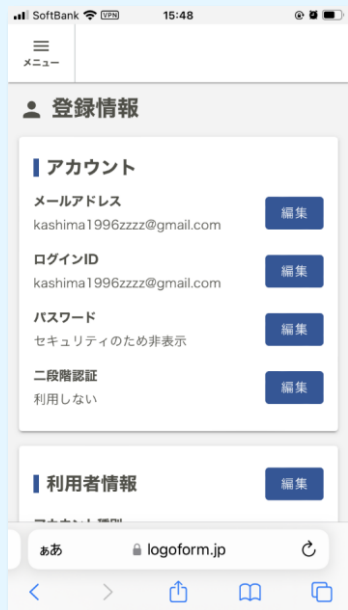 SoftBank VPN 15:48
メニュー
登録情報
アカウント
メールアドレス
kashima1996zzzz@gmail.com
編集
ログインID
kashima1996zzzz@gmail.com
編集
パスワード
セキュリティのため非表示
編集
二段階認証
利用しない
編集
利用者情報
編集
ぁあ logoform.jp